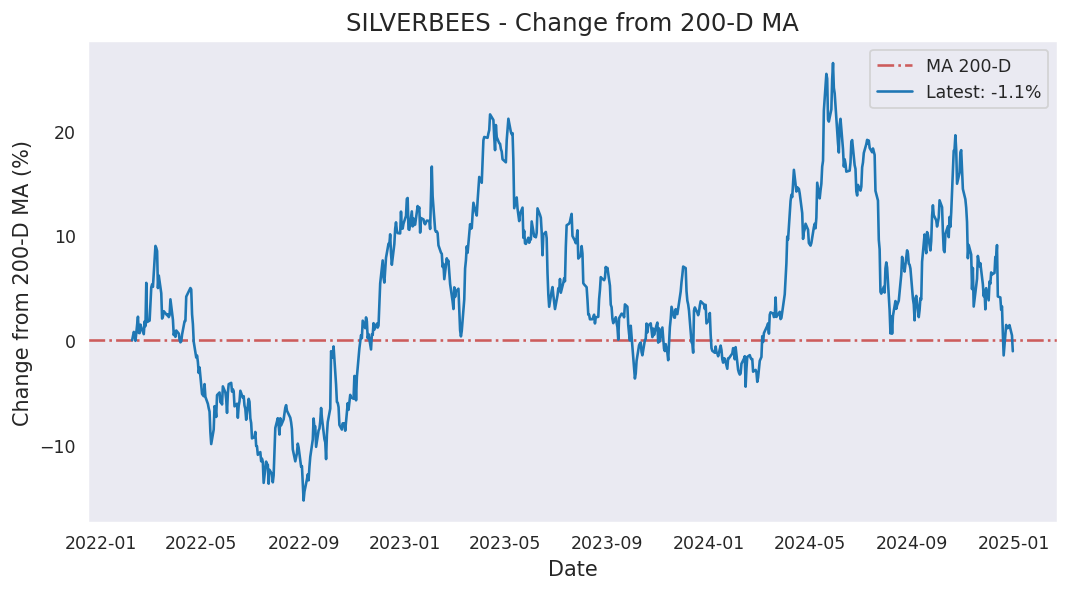 SILVERBEES - Change from 200-D MA
MA 200-D
Latest: -1.1%
Change from 200-D MA (%)
20
10
0
−10
2022-01 2022-05 2022-09 2023-01 2023-05 2023-09 2024-01 2024-05 2024-09 2025-01
Date